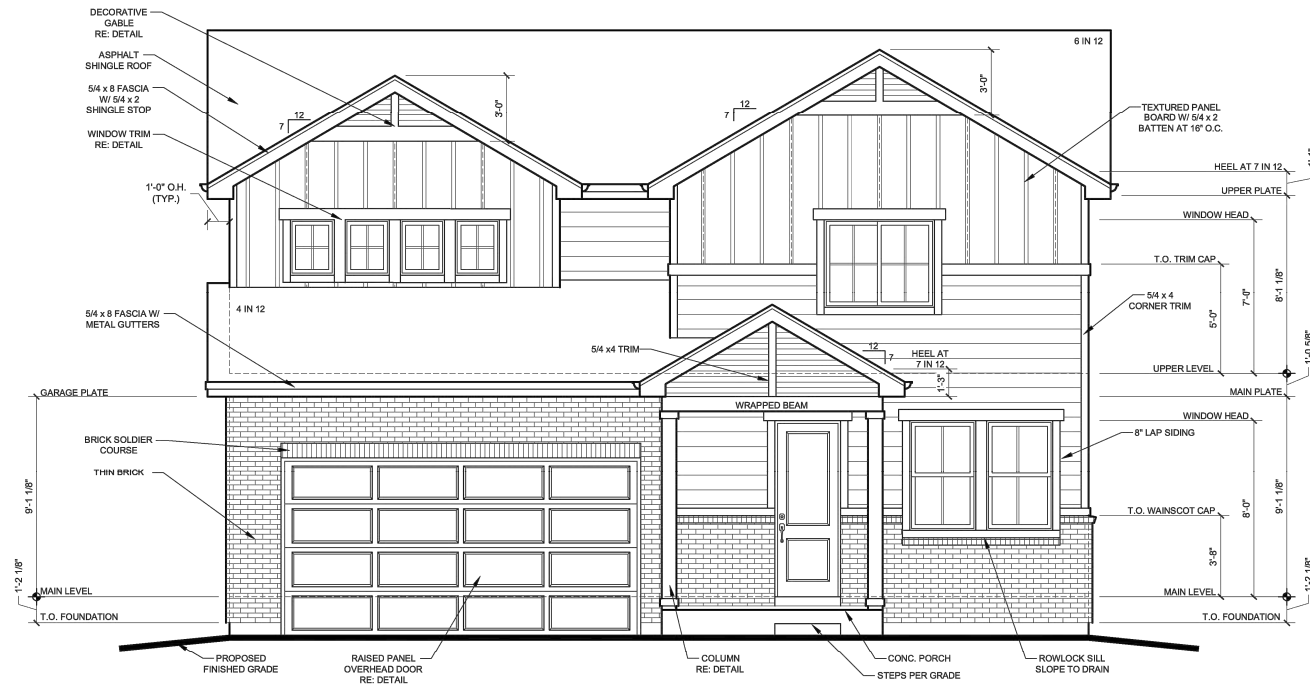 DECORATIVE
GABLE
RE: DETAIL
ASPHALT
SHINGLE ROOF
5/4 x 8 FASCIA
W/ 5/4 x 2
SHINGLE STOP
WINDOW TRIM
RE: DETAIL
1'-0" O.H.
(TYP.)
12
7
3'-0"
12
7
3'-0"
6 IN 12
TEXTURED PANEL
BOARD W/ 5/4 x 2
BATTEN AT 16" O.C.
HEEL AT 7 IN 12
UPPER PLATE
WINDOW HEAD
T.O. TRIM CAP
5/4 x 4
CORNER TRIM
5'-0"
7'-0"
8'-1 1/8"
1'-0 5/8"
4 IN 12
5/4 x 8 FASCIA W/
METAL GUTTERS
5/4 x4 TRIM
12
7
HEEL AT
7 IN 12
1'-3"
UPPER LEVEL
GARAGE PLATE
MAIN PLATE
WRAPPED BEAM
WINDOW HEAD
8" LAP SIDING
BRICK SOLDIER
COURSE
THIN BRICK
9'-1 1/8"
8'-0"
9'-1 1/8"
T.O. WAINSCOT CAP
3'-8"
1'-2 1/8"
1'-2 1/8"
MAIN LEVEL
MAIN LEVEL
T.O. FOUNDATION
T.O. FOUNDATION
PROPOSED
FINISHED GRADE
RAISED PANEL
OVERHEAD DOOR
RE: DETAIL
COLUMN
RE: DETAIL
CONC. PORCH
STEPS PER GRADE
ROWLOCK SILL
SLOPE TO DRAIN